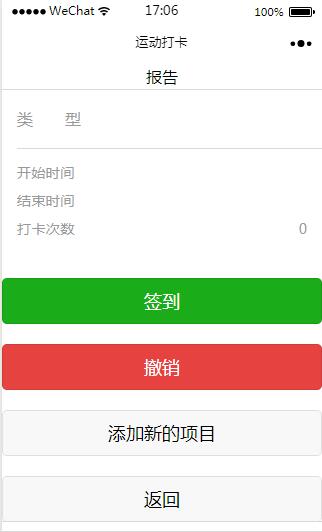 WeChat 17:06 100%
运动打卡
报告
类 型
开始时间
结束时间
打卡次数 0
签到
撤销
添加新的项目
返回